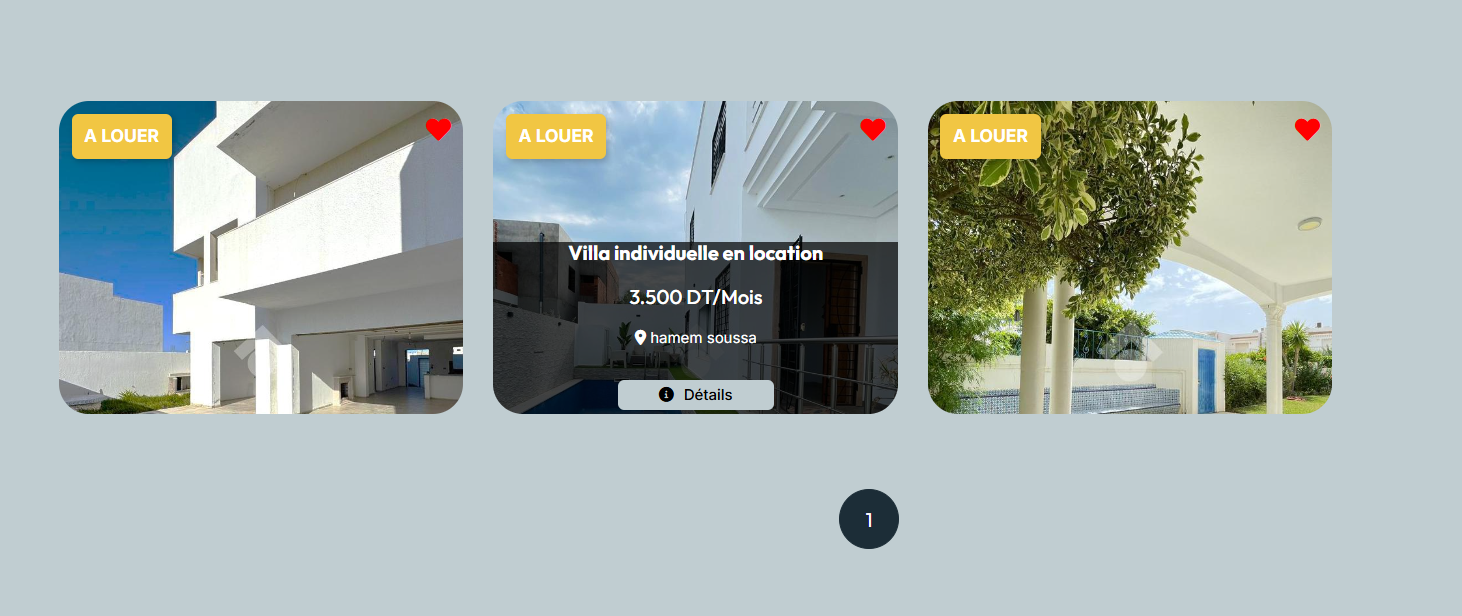 A LOUER
A LOUER
A LOUER
Villa individuelle en location
3.500 DT/Mois
hamem soussa
Détails
1